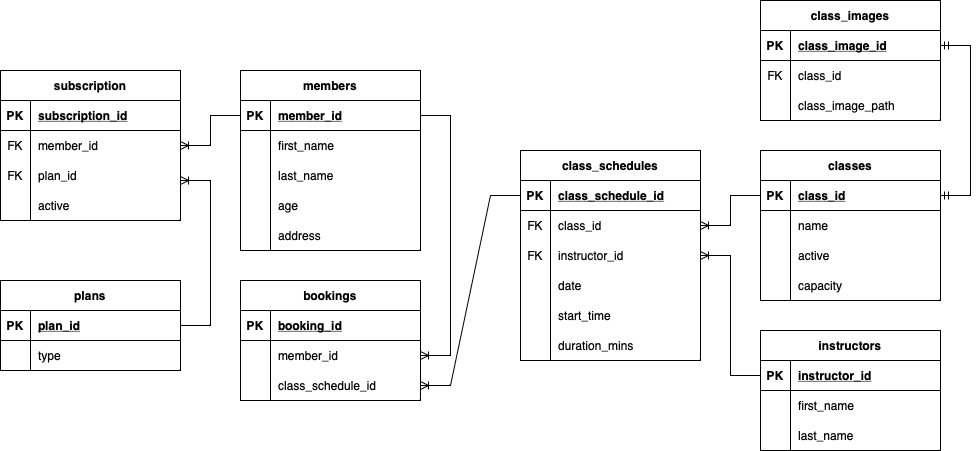 class_images
PK class_image_id
FK class_id
class_image_path
subscription
PK subscription_id
FK member_id
FK plan_id
active
members
PK member_id
first_name
last_name
age
address
class_schedules
PK class_schedule_id
FK class_id
FK instructor_id
date
start_time
duration_mins
classes
PK class_id
name
active
capacity
plans
PK plan_id
type
bookings
PK booking_id
member_id
class_schedule_id
instructors
PK instructor_id
first_name
last_name